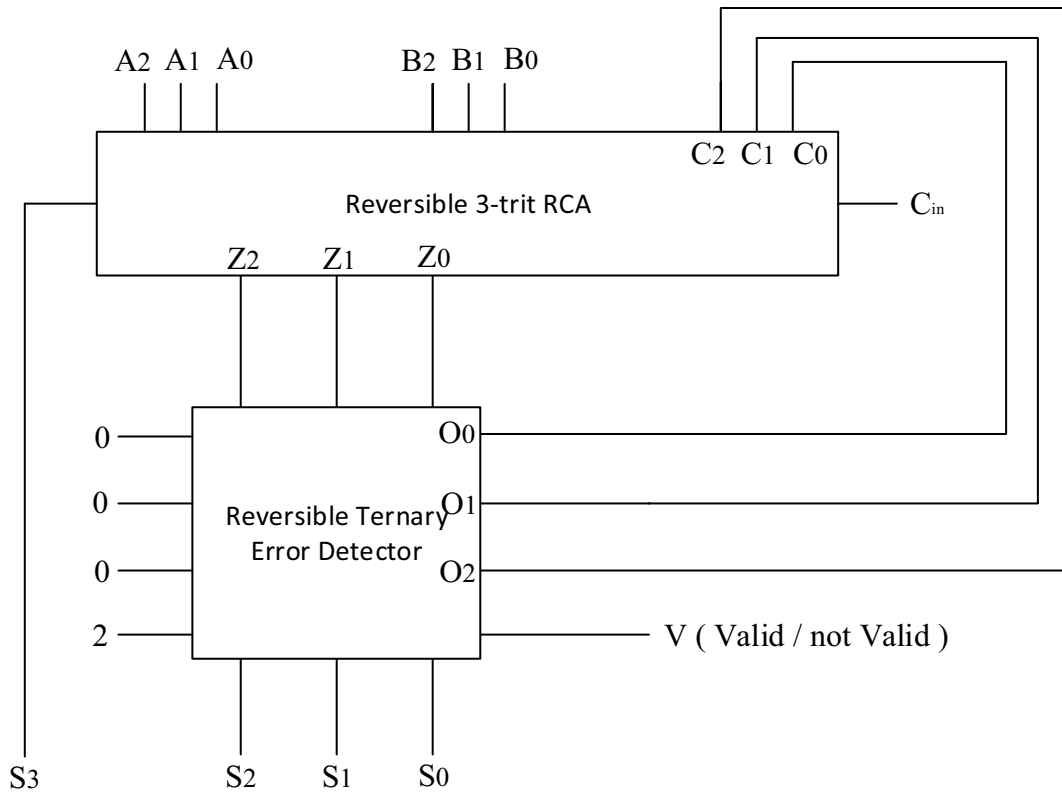 A2 A1 A0 B2 B1 B0
C2 C1 C0
Reversible 3-trit RCA
Cin
Z2 Z1 Z0
0
O0
0
O1
Reversible Ternary
Error Detector
0
O2
2
V ( Valid / not Valid )
S3 S2 S1 S0